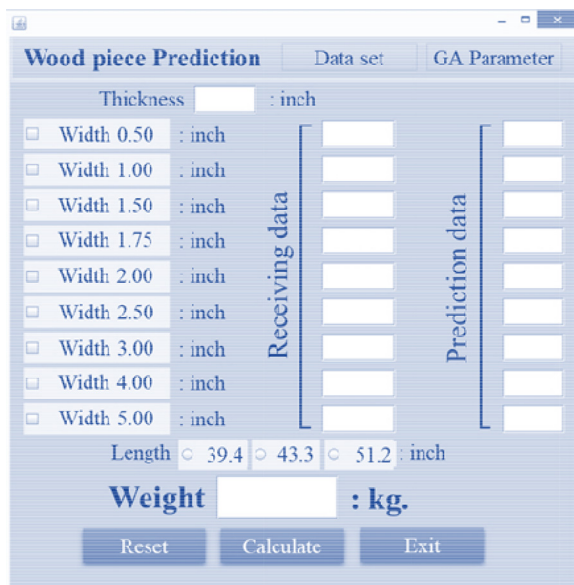 Wood piece Prediction Data set GA Parameter
Thickness : inch
Width 0.50 : inch
Width 1.00 : inch
Width 1.50 : inch
Width 1.75 : inch
Width 2.00 : inch
Width 2.50 : inch
Width 3.00 : inch
Width 4.00 : inch
Width 5.00 : inch
Receiving data
Prediction data
Length 39.4 43.3 51.2 : inch
Weight : kg.
Reset Calculate Exit